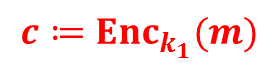 c := Enc_{k_1}(m)